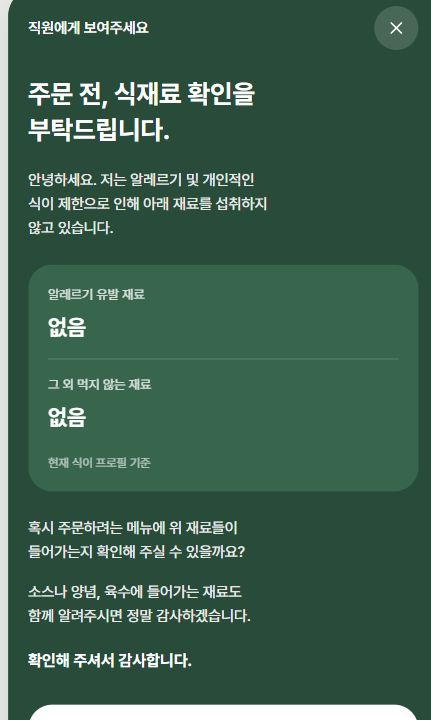 직원에게 보여주세요
주문 전, 식재료 확인을
부탁드립니다.
안녕하세요. 저는 알레르기 및 개인적인
식이 제한으로 인해 아래 재료를 섭취하지
않고 있습니다.
알레르기 유발 재료
없음
그 외 먹지 않는 재료
없음
현재 식이 프로필 기준
혹시 주문하려는 메뉴에 위 재료들이
들어가는지 확인해 주실 수 있을까요?
소스나 양념, 육수에 들어가는 재료도
함께 알려주시면 정말 감사하겠습니다.
확인해 주셔서 감사합니다.